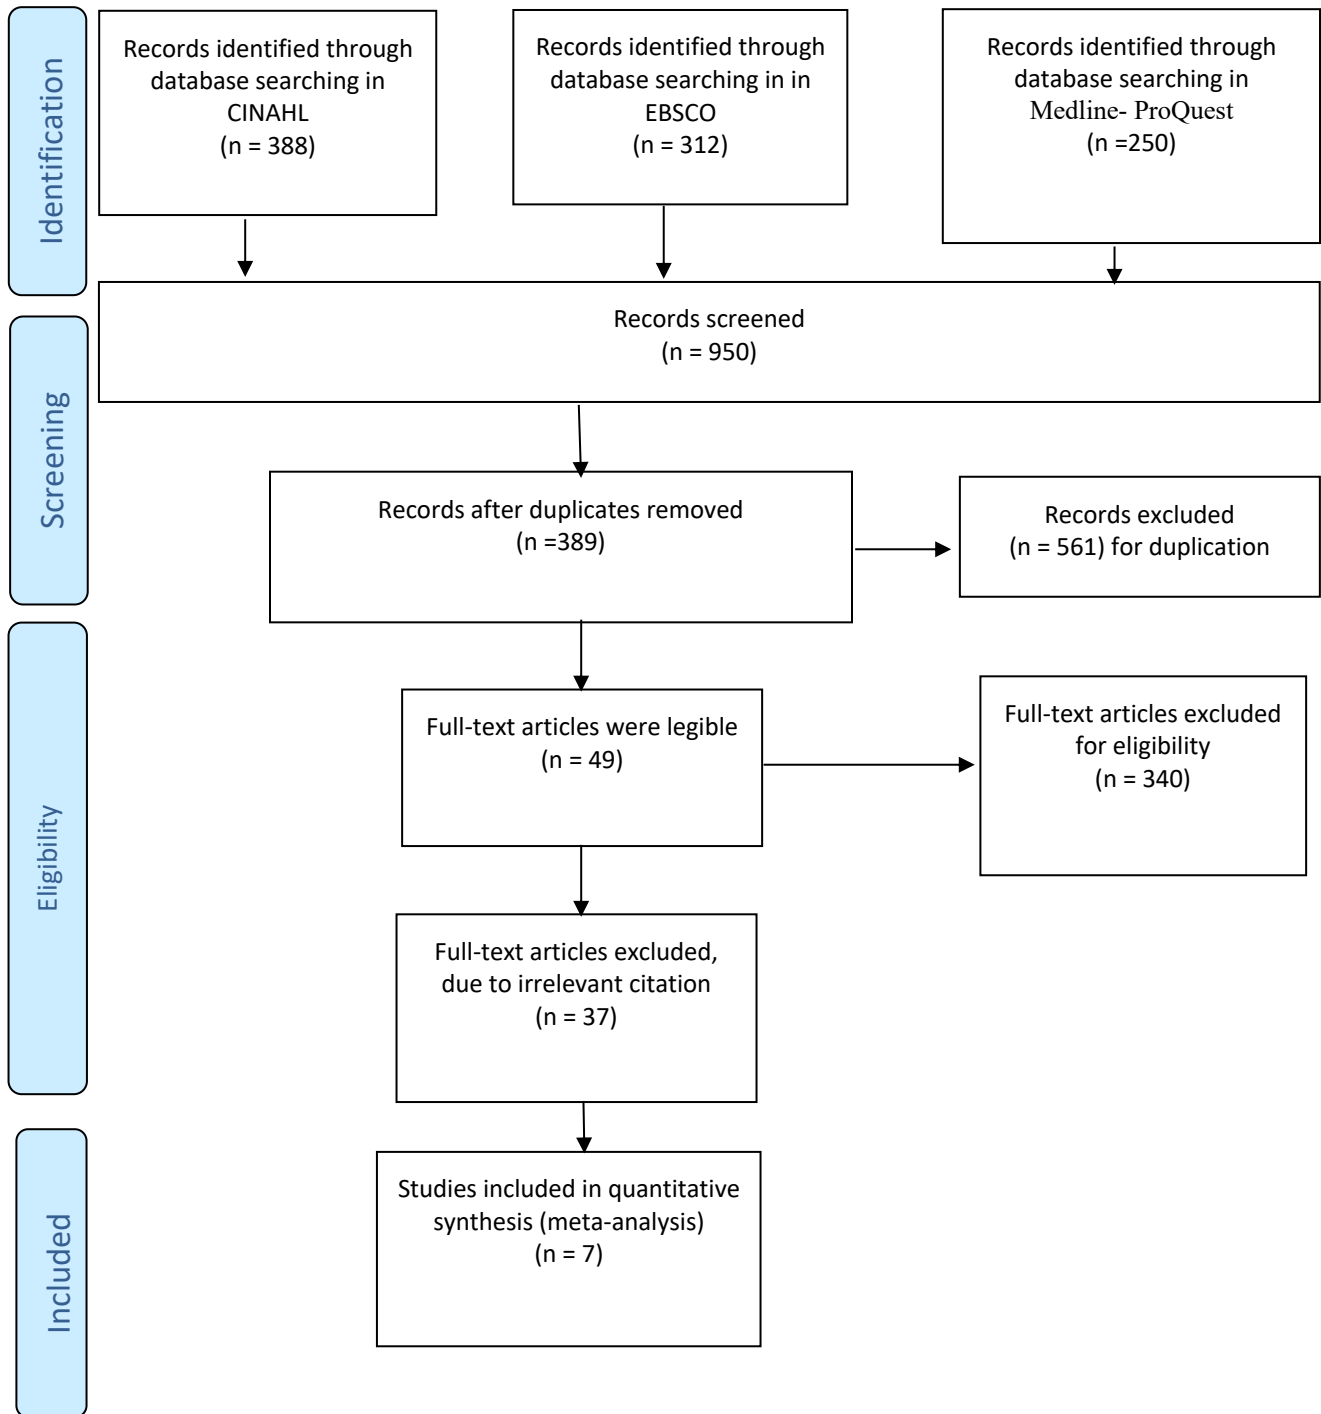 Identification
Records identified through
database searching in
CINAHL
(n = 388)
Records identified through
database searching in in
EBSCO
(n = 312)
Records identified through
database searching in
Medline- ProQuest
(n =250)
Screening
Records screened
(n = 950)
Records after duplicates removed
(n =389)
Records excluded
(n = 561) for duplication
Eligibility
Full-text articles were legible
(n = 49)
Full-text articles excluded
for eligibility
(n = 340)
Full-text articles excluded,
due to irrelevant citation
(n = 37)
Included
Studies included in quantitative
synthesis (meta-analysis)
(n = 7)